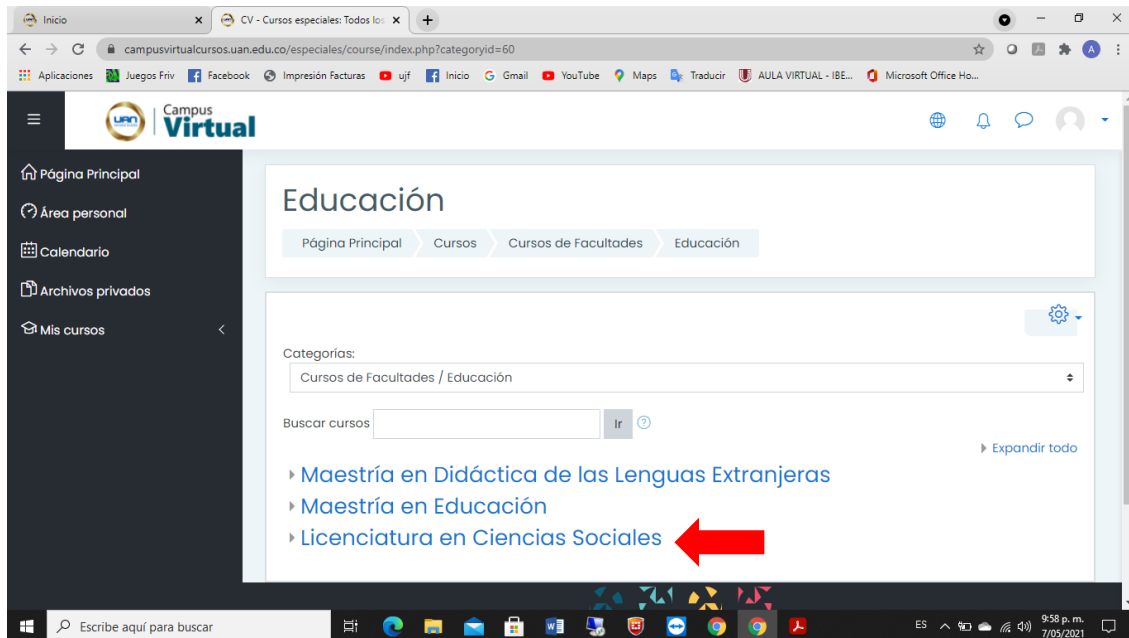 Inicio
CV - Cursos especiales: Todos los
campusvirtualcursos.uan.edu.co/especiales/course/index.php?categoryid=60
A
Aplicaciones Juegos Friv Facebook Impresión Facturas ujf Inicio Gmail YouTube Maps Traducir AULA VIRTUAL - IBE... Microsoft Office Ho...
UAN Campus
Virtual
Página Principal
Área personal
Calendario
Archivos privados
Mis cursos
Educación
Página Principal Cursos Cursos de Facultades Educación
Categorías:
Cursos de Facultades / Educación
Buscar cursos Ir
Expandir todo
Maestría en Didáctica de las Lenguas Extranjeras
Maestría en Educación
Licenciatura en Ciencias Sociales
Escribe aquí para buscar
ES
9:58 p. m.
7/05/2021